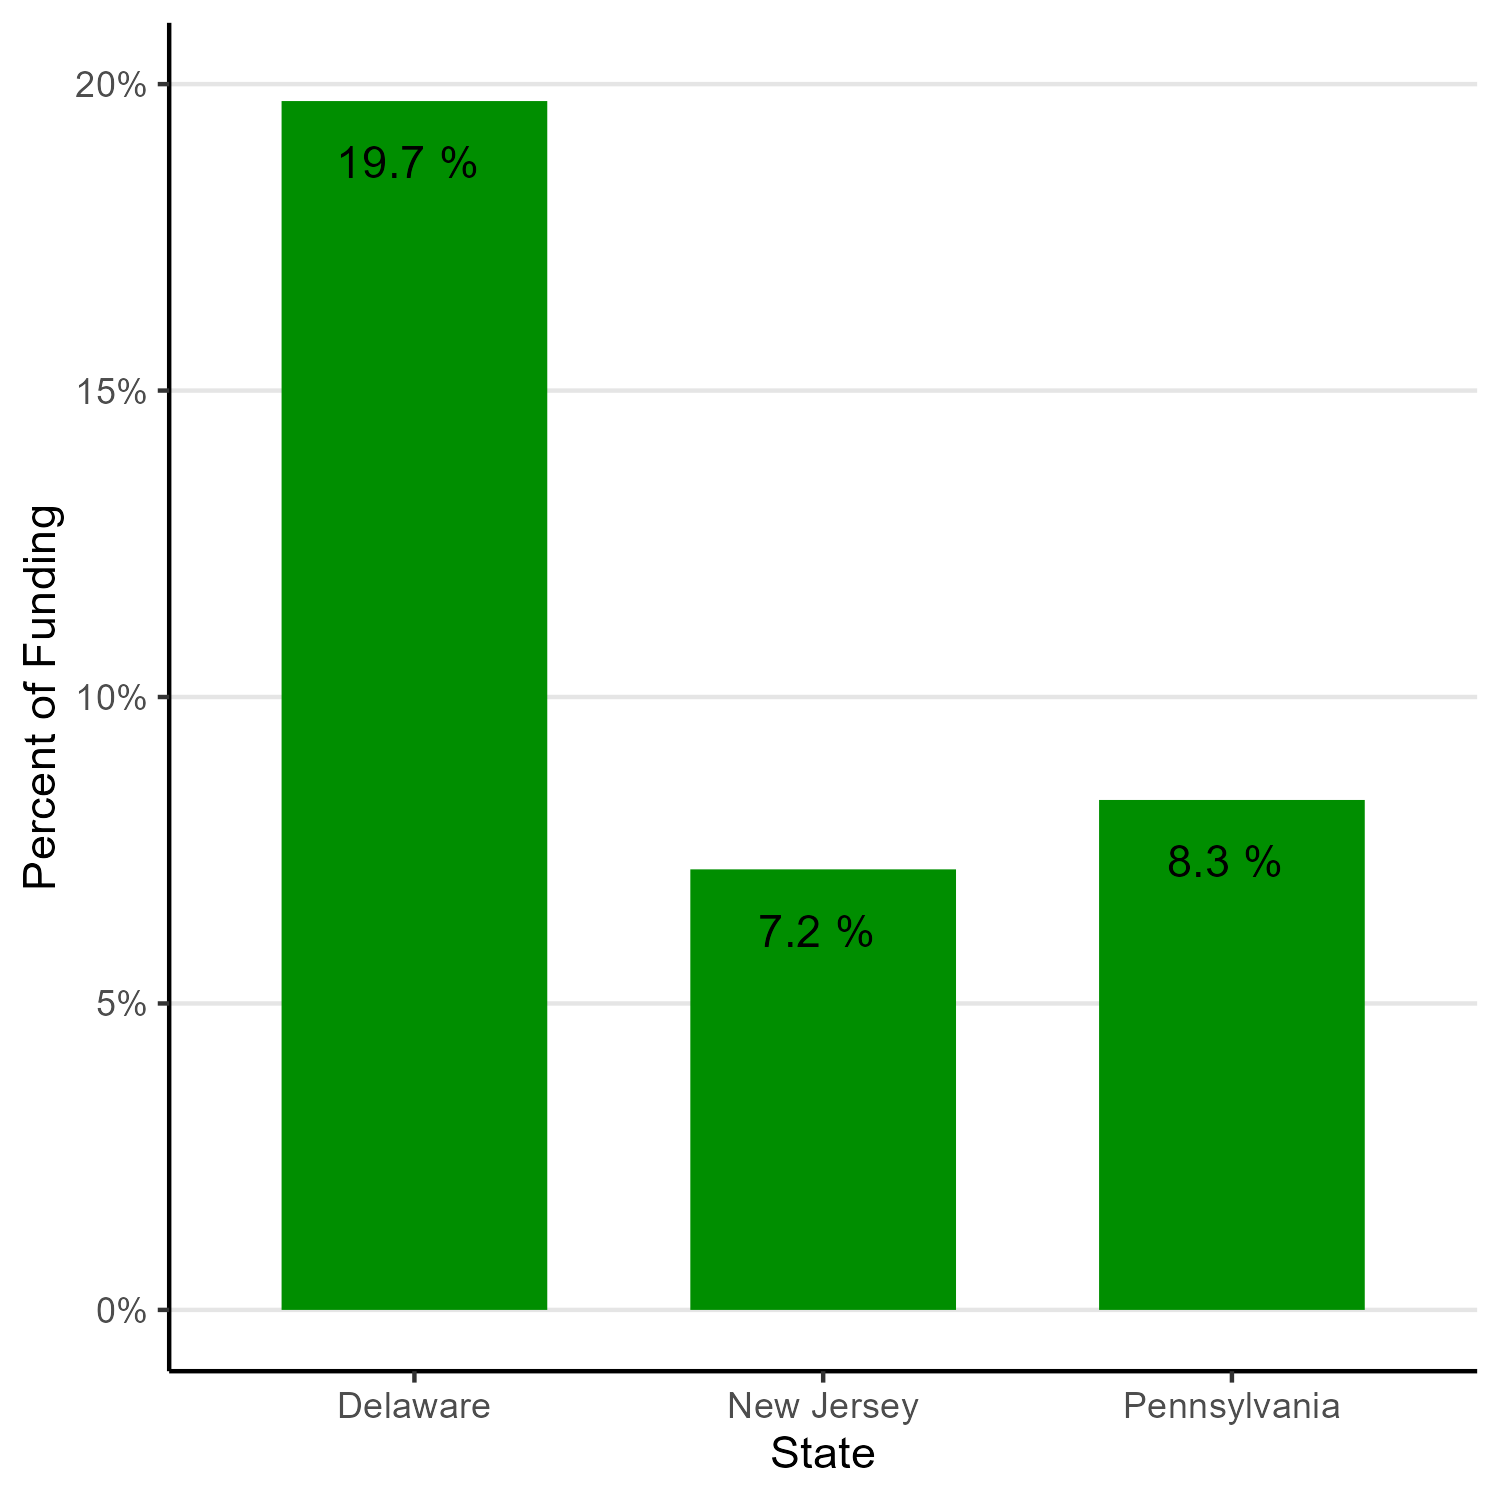 20%
15%
10%
5%
0%
Percent of Funding
19.7 %
7.2 %
8.3 %
Delaware
New Jersey
Pennsylvania
State